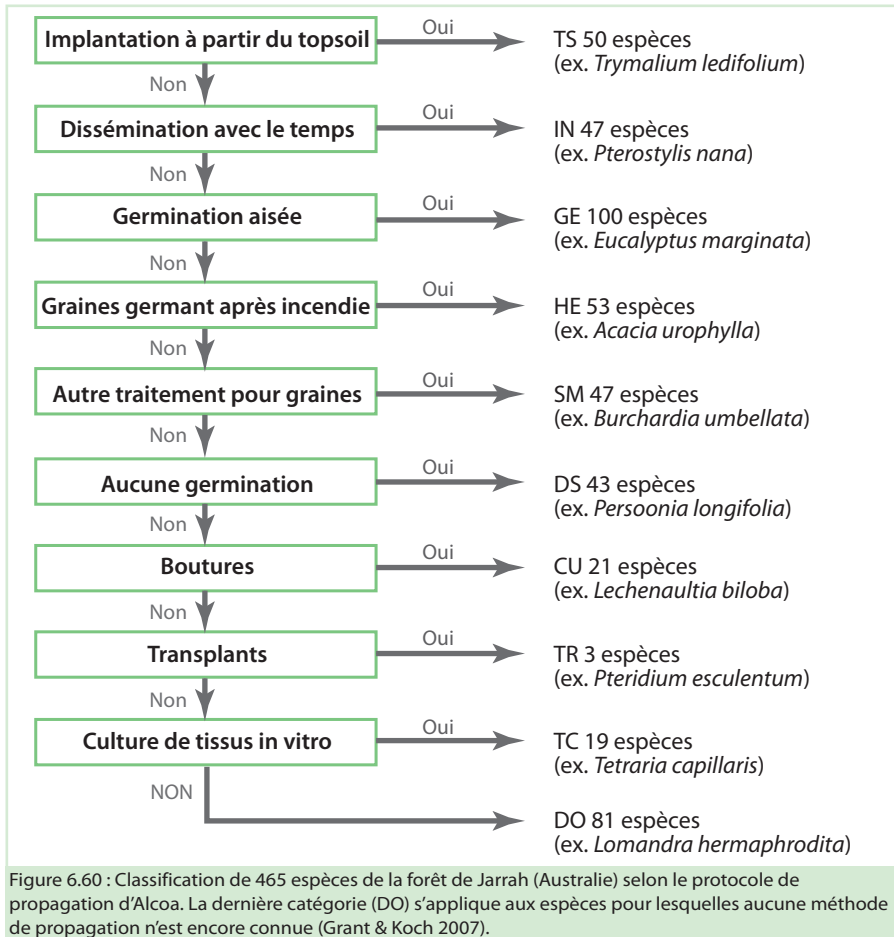 Implantation à partir du topsoil
Oui
TS 50 espèces
(ex. Trymalium ledifolium)
Non
Dissémination avec le temps
Oui
IN 47 espèces
(ex. Pterostylis nana)
Non
Germination aisée
Oui
GE 100 espèces
(ex. Eucalyptus marginata)
Non
Graines germant après incendie
Oui
HE 53 espèces
(ex. Acacia urophylla)
Non
Autre traitement pour graines
Oui
SM 47 espèces
(ex. Burchardia umbellata)
Non
Aucune germination
Oui
DS 43 espèces
(ex. Persoonia longifolia)
Non
Boutures
Oui
CU 21 espèces
(ex. Lechenaultia biloba)
Non
Transplants
Oui
TR 3 espèces
(ex. Pteridium esculentum)
Non
Culture de tissus in vitro
Oui
TC 19 espèces
(ex. Tetraria capillaris)
NON
DO 81 espèces
(ex. Lomandra hermaphrodita)
Figure 6.60 : Classification de 465 espèces de la forêt de Jarrah (Australie) selon le protocole de
propagation d'Alcoa. La dernière catégorie (DO) s'applique aux espèces pour lesquelles aucune méthode
de propagation n'est encore connue (Grant & Koch 2007).